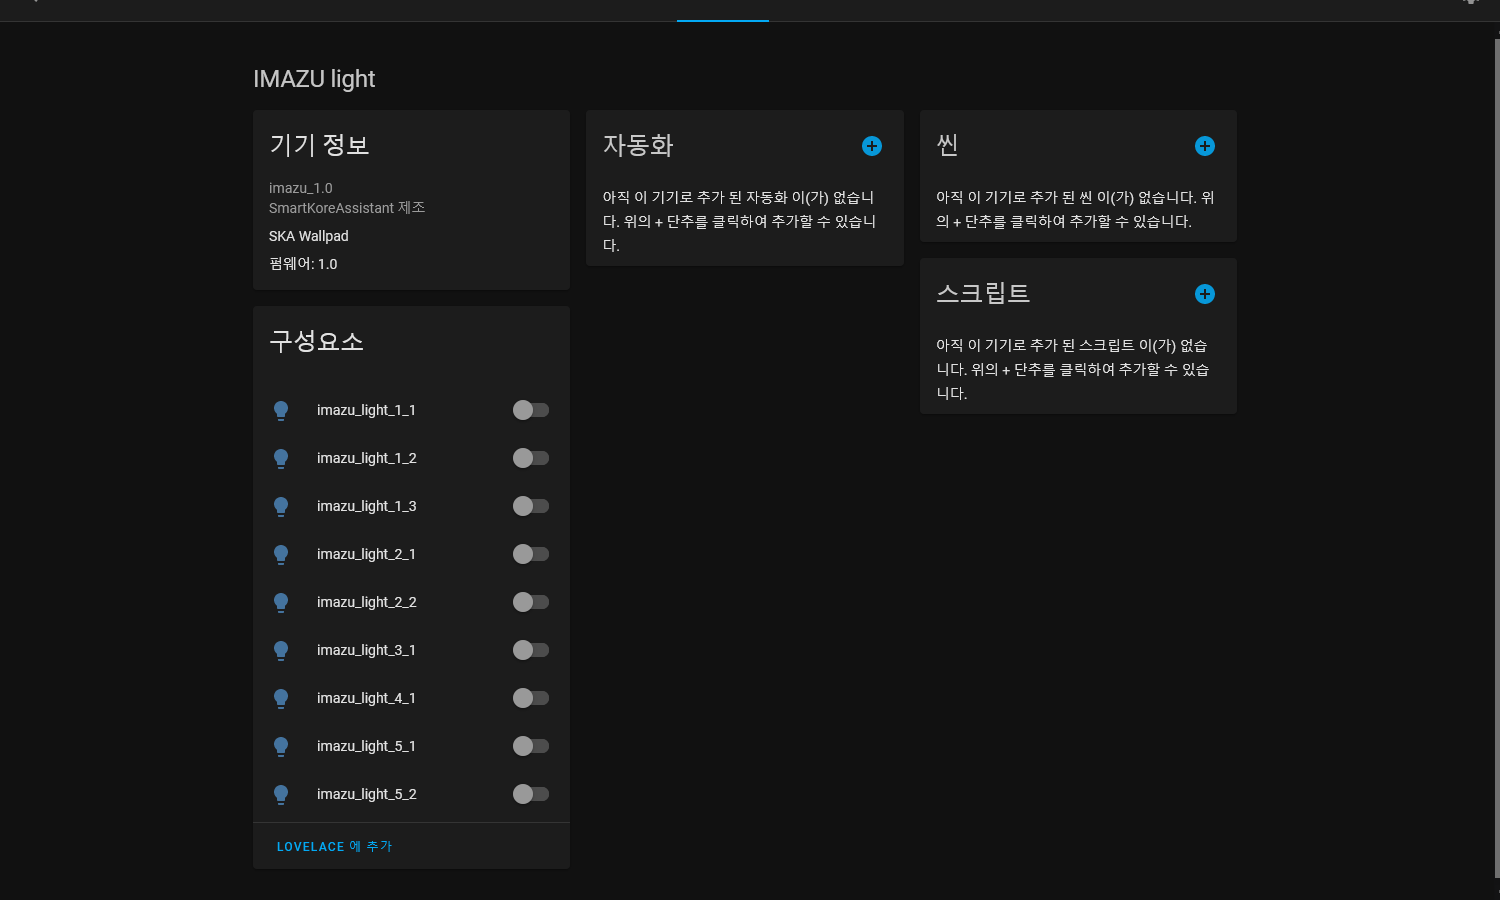 IMAZU light
기기 정보
imazu_1.0
SmartKoreAssistant 제조
SKA Wallpad
펌웨어: 1.0
구성요소
imazu_light_1_1
imazu_light_1_2
imazu_light_1_3
imazu_light_2_1
imazu_light_2_2
imazu_light_3_1
imazu_light_4_1
imazu_light_5_1
imazu_light_5_2
LOVELACE 에 추가
자동화
아직 이 기기로 추가 된 자동화 이(가) 없습니
다. 위의 + 단추를 클릭하여 추가할 수 있습니
다.
씬
아직 이 기기로 추가 된 씬 이(가) 없습니다. 위
의 + 단추를 클릭하여 추가할 수 있습니다.
스크립트
아직 이 기기로 추가 된 스크립트 이(가) 없습
니다. 위의 + 단추를 클릭하여 추가할 수 있습
니다.